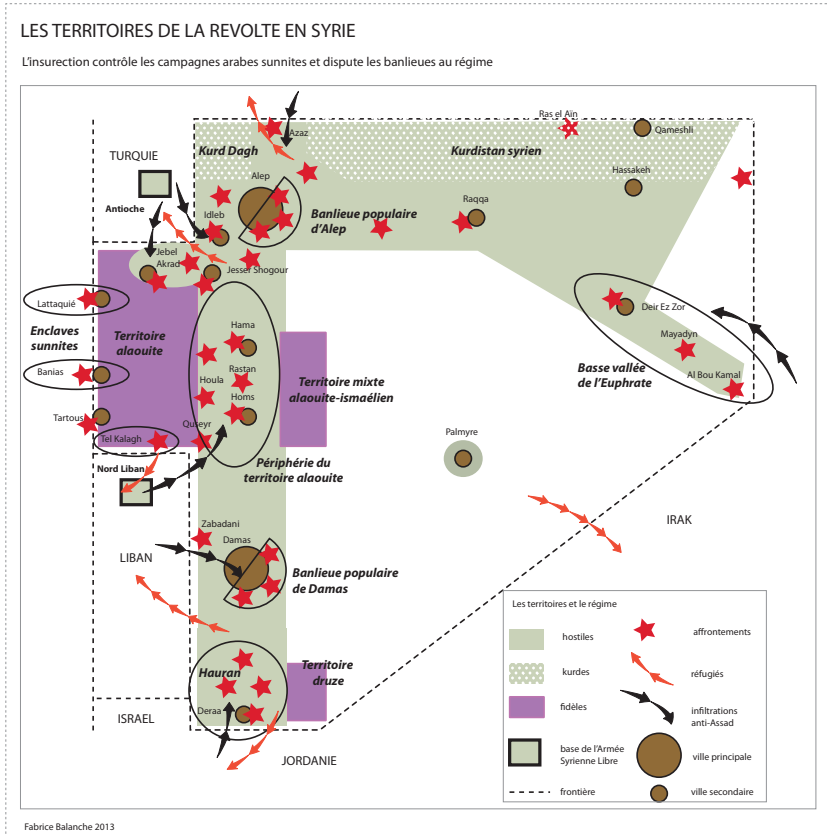 LES TERRITOIRES DE LA REVOLTE EN SYRIE
L'insurection contrôle les campagnes arabes sunnites et dispute les banlieues au régime
Ras el Aïn
Azaz
Qameshli
TURQUIE
Kurd Dagh
Kurdistan syrien
Alep
Hassakeh
Antioche
Idleb
Raqqa
Banlieue populaire
d'Alep
Jebel
Akrad
Jesser Shogour
Lattaquié
Deir Ez Zor
Enclaves
sunnites
Territoire
alaouite
Hama
Mayadyn
Banias
Rastan
Houla
Territoire mixte
alaouite-ismaélien
Basse vallée
de l'Euphrate
Al Bou Kamal
Homs
Tartous
Quseyr
Tel Kalagh
Palmyre
Périphérie du
territoire alaouite
Nord Liban
IRAK
Zabadani
Damas
LIBAN
Banlieue populaire
de Damas
Hauran
Territoire
druze
Deraa
ISRAEL
JORDANIE
Les territoires et le régime
hostiles
affrontements
kurdes
réfugiés
fidèles
infiltrations
anti-Assad
base de l'Armée
Syrienne Libre
ville principale
frontière
ville secondaire
Fabrice Balanche 2013